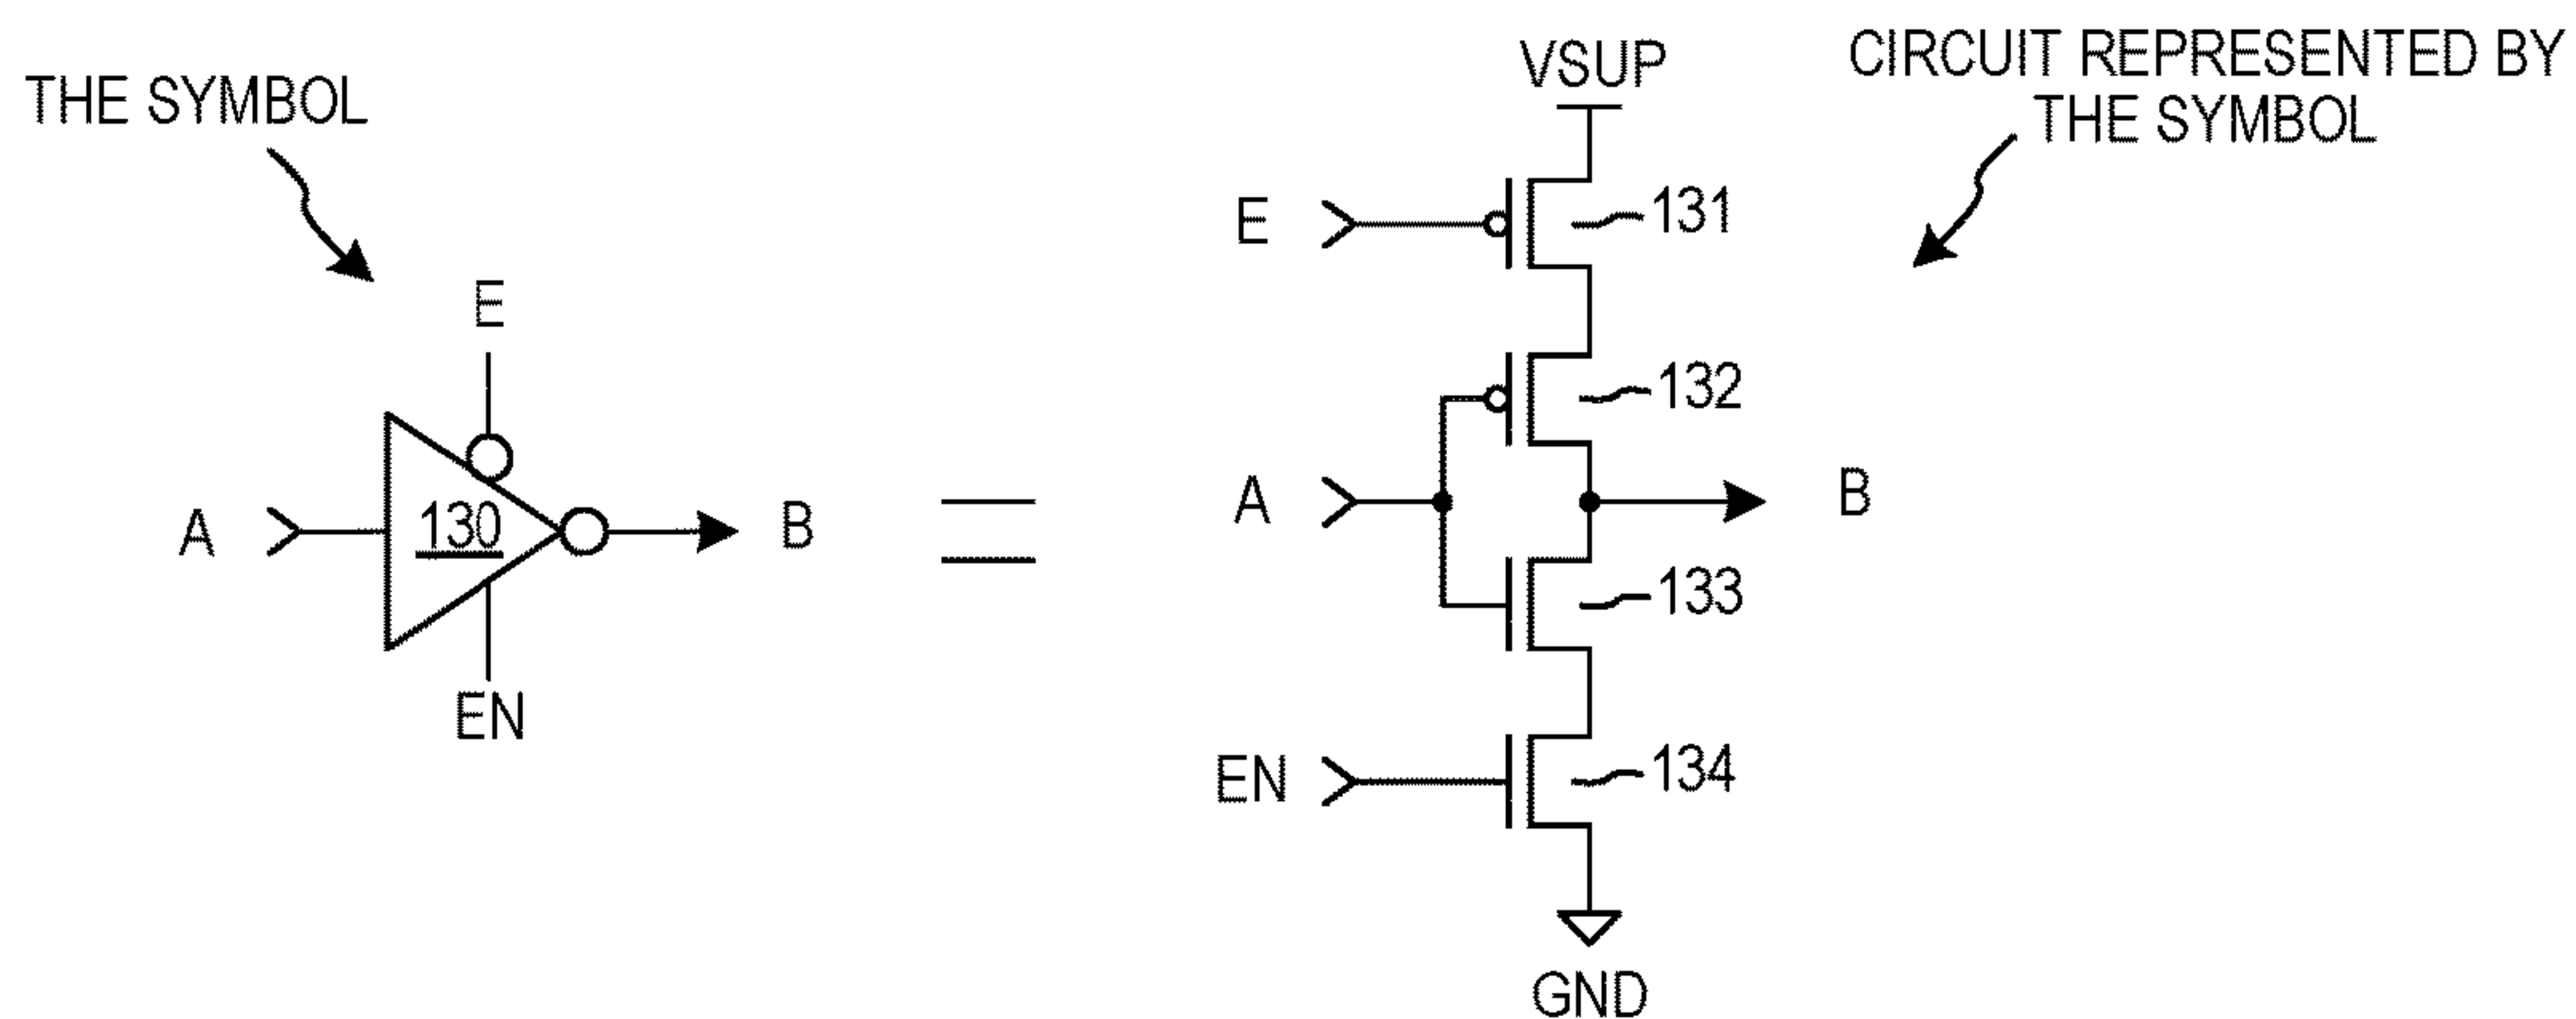 THE SYMBOL
E
A
130
B
EN
VSUP
CIRCUIT REPRESENTED BY
THE SYMBOL
E
131
132
A
B
133
EN
134
GND